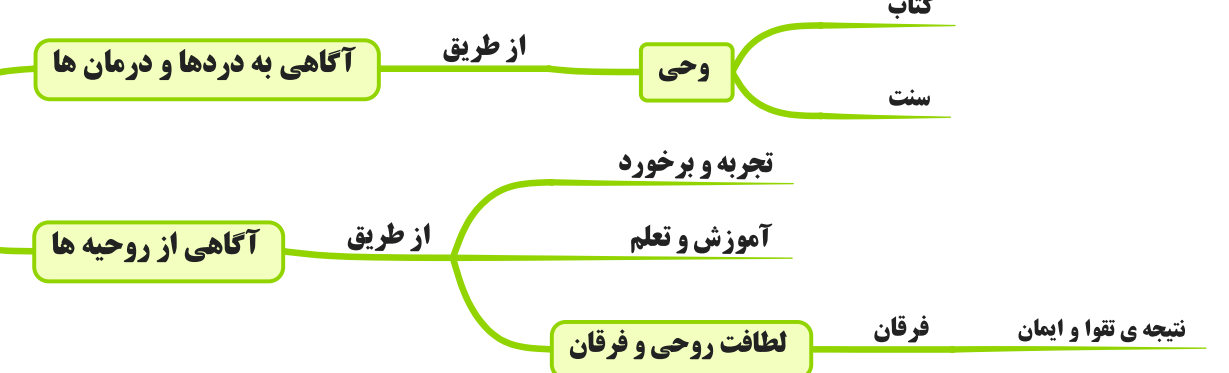 کتاب
آگاهی به دردها و درمان ها
از طریق
وحی
سنت
تجربه و برخورد
آگاهی از روحیه ها
از طریق
آموزش و تعلم
لطافت روحی و فرقان
فرقان
نتیجه ی تقوا و ایمان